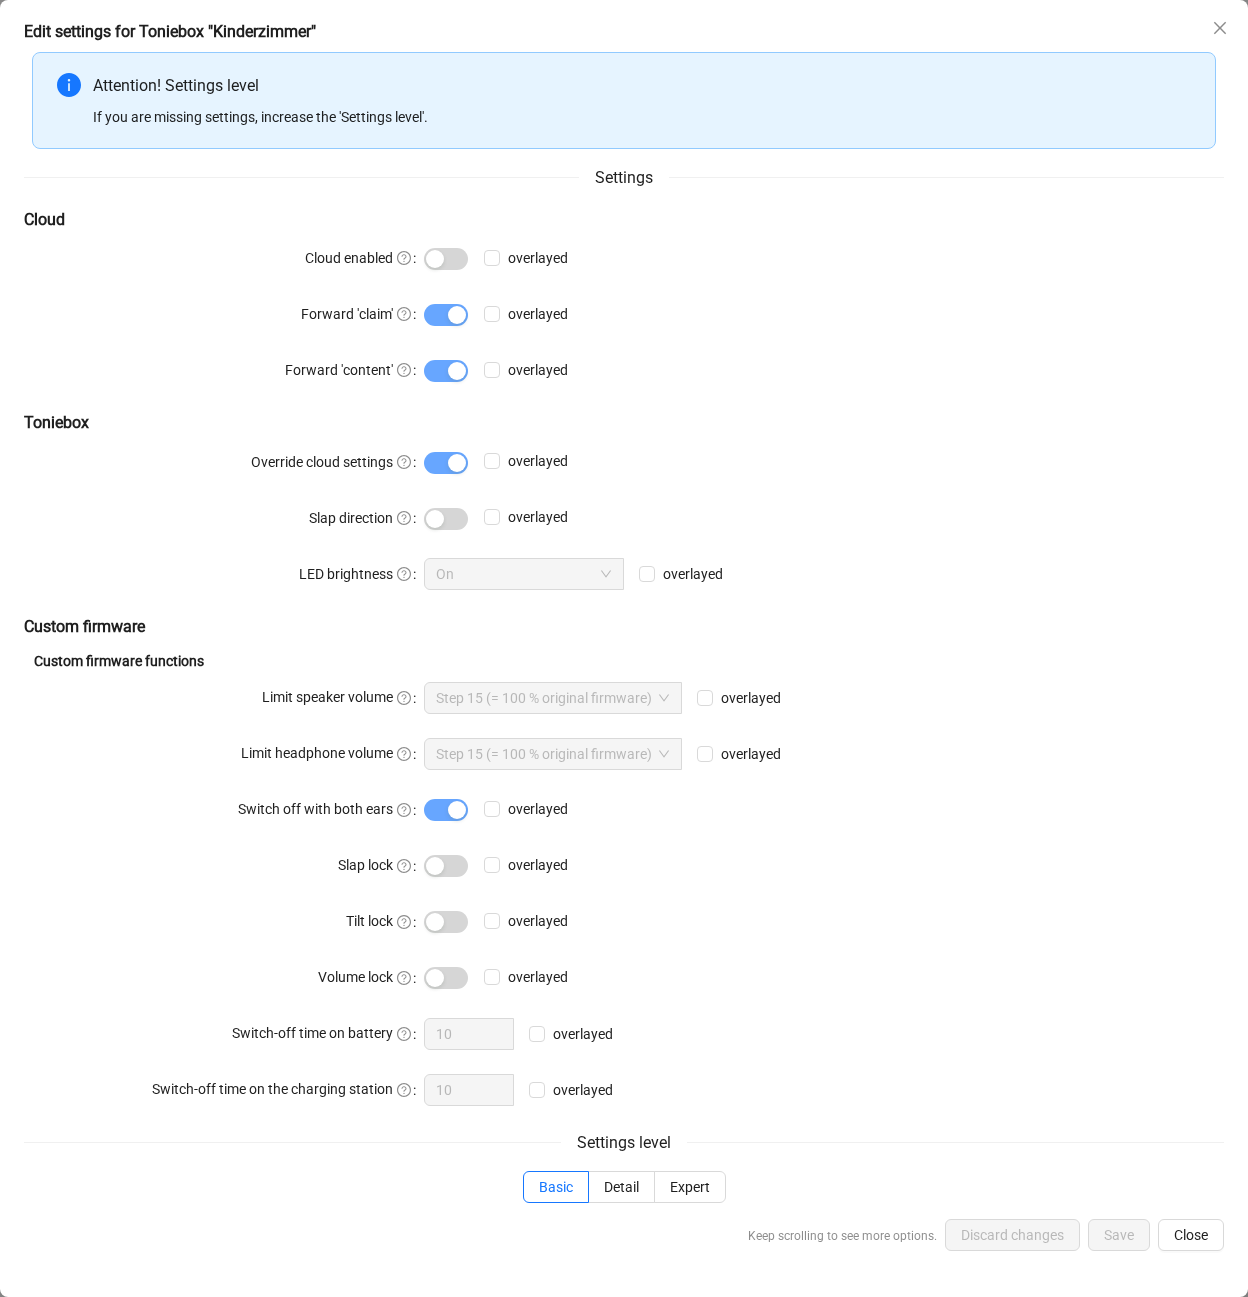 Edit settings for Toniebox "Kinderzimmer"
Attention! Settings level
If you are missing settings, increase the 'Settings level'.
Settings
Cloud
Cloud enabled : overlayed
Forward 'claim' : overlayed
Forward 'content' : overlayed
Toniebox
Override cloud settings : overlayed
Slap direction : overlayed
LED brightness : On overlayed
Custom firmware
Custom firmware functions
Limit speaker volume : Step 15 (= 100 % original firmware) overlayed
Limit headphone volume : Step 15 (= 100 % original firmware) overlayed
Switch off with both ears : overlayed
Slap lock : overlayed
Tilt lock : overlayed
Volume lock : overlayed
Switch-off time on battery : 10 overlayed
Switch-off time on the charging station : 10 overlayed
Settings level
Basic Detail Expert
Keep scrolling to see more options. Discard changes Save Close